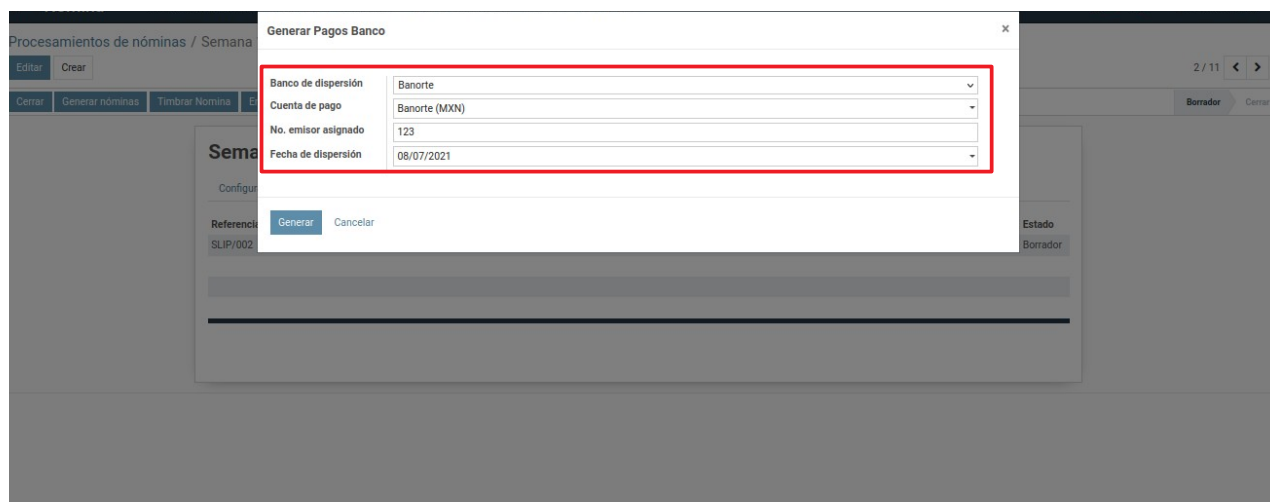 Generar Pagos Banco ×
Procesamientos de nóminas / Semana
Editar Crear 2 / 11
Banco de dispersión Banorte
Cerrar Generar nóminas Timbrar Nomina Borrador Cerrar
Cuenta de pago Banorte (MXN)
No. emisor asignado 123
Sema Fecha de dispersión 08/07/2021
Configur
Referencia Generar Cancelar Estado
SLIP/002 Borrador